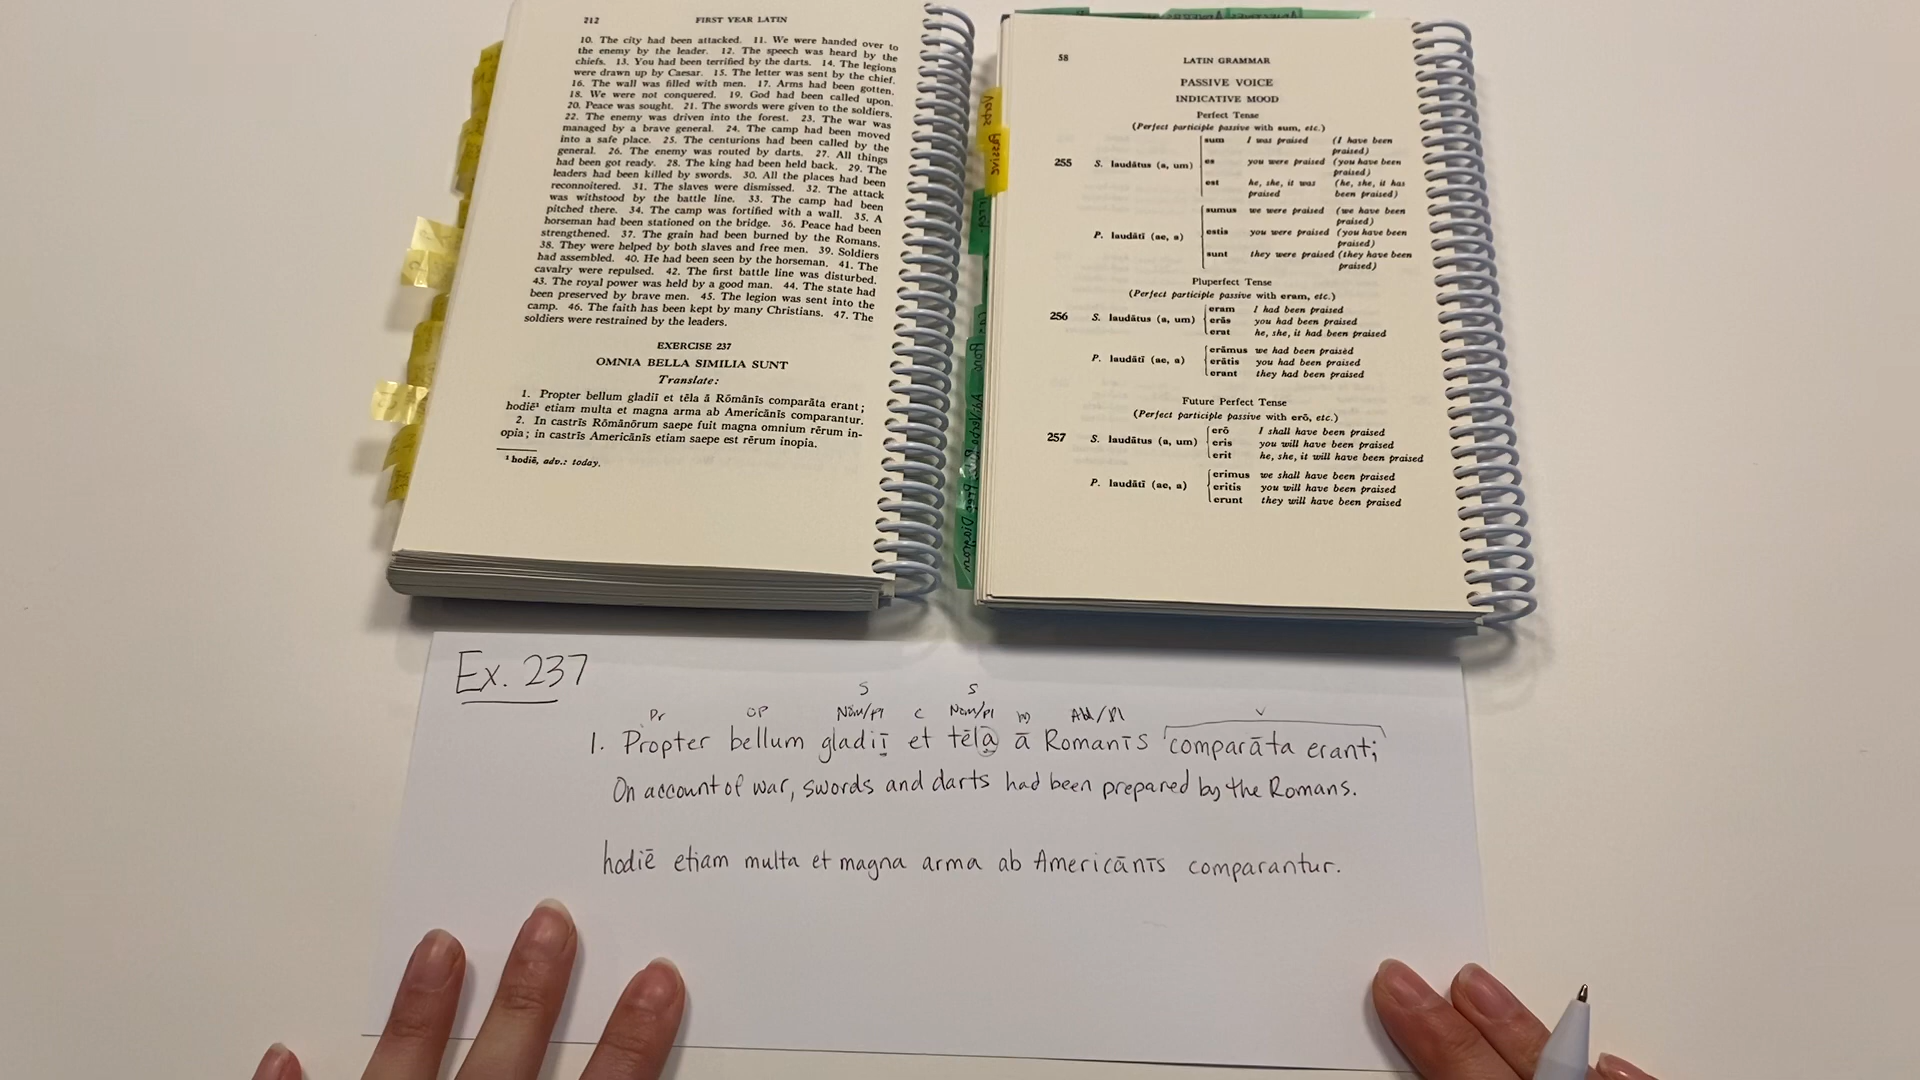 212 FIRST YEAR LATIN
10. The city had been attacked. 11. We were handed over to
the enemy by the leader. 12. The speech was heard by the
chiefs. 13. You had been terrified by the darts. 14. The legions
were drawn up by Caesar. 15. The letter was sent by the chief.
16. The wall was filled with men. 17. Arms had been gotten.
18. We were not conquered. 19. God had been called upon.
20. Peace was sought. 21. The swords were given to the soldiers.
22. The enemy was driven into the forest. 23. The war was
managed by a brave general. 24. The camp had been moved
into a safe place. 25. The centurions had been called by the
general. 26. The enemy was routed by darts. 27. All things
had been got ready. 28. The king had been held back. 29. The
leaders had been killed by swords. 30. All the places had been
reconnoitered. 31. The slaves were dismissed. 32. The attack
was withstood by the battle line. 33. The camp had been
pitched there. 34. The camp was fortified with a wall. 35. A
horseman had been stationed on the bridge. 36. Peace had been
strengthened. 37. The grain had been burned by the Romans.
38. They were helped by both slaves and free men. 39. Soldiers
had assembled. 40. He had been seen by the horseman. 41. The
cavalry were repulsed. 42. The first battle line was disturbed.
43. The royal power was held by a good man. 44. The state had
been preserved by brave men. 45. The legion was sent into the
camp. 46. The faith has been kept by many Christians. 47. The
soldiers were restrained by the leaders.
EXERCISE 237
OMNIA BELLA SIMILIA SUNT
Translate:
1. Propter bellum gladiī et tēla ā Rōmānīs comparāta erant;
hodiē¹ etiam multa et magna arma ab Americānīs comparantur.
2. In castrīs Rōmānōrum saepe fuit magna omnium rērum in-
opia; in castrīs Americānīs etiam saepe est rērum inopia.
¹ hodiē, adv.: today.
58 LATIN GRAMMAR
PASSIVE VOICE
INDICATIVE MOOD
Perfect Tense
(Perfect participle passive with sum, etc.)
sum I was praised (I have been
praised)
255 S. laudātus (a, um) es you were praised (you have been
praised)
est he, she, it was (he, she, it has
praised been praised)
sumus we were praised (we have been
praised)
P. laudātī (ae, a) estis you were praised (you have been
praised)
sunt they were praised (they have been
praised)
Pluperfect Tense
(Perfect participle passive with eram, etc.)
eram I had been praised
256 S. laudātus (a, um) erās you had been praised
erat he, she, it had been praised
erāmus we had been praised
P. laudātī (ae, a) erātis you had been praised
erant they had been praised
Future Perfect Tense
(Perfect participle passive with erō, etc.)
erō I shall have been praised
257 S. laudātus (a, um) eris you will have been praised
erit he, she, it will have been praised
erimus we shall have been praised
P. laudātī (ae, a) eritis you will have been praised
erunt they will have been praised
Ex. 237
S S
Pr OP Nom/Pl c Nom/Pl Abl/Pl V
1. Propter bellum gladiī et tēla ā Romanīs comparāta erant;
On account of war, swords and darts had been prepared by the Romans.
hodiē etiam multa et magna arma ab Americānīs comparantur.